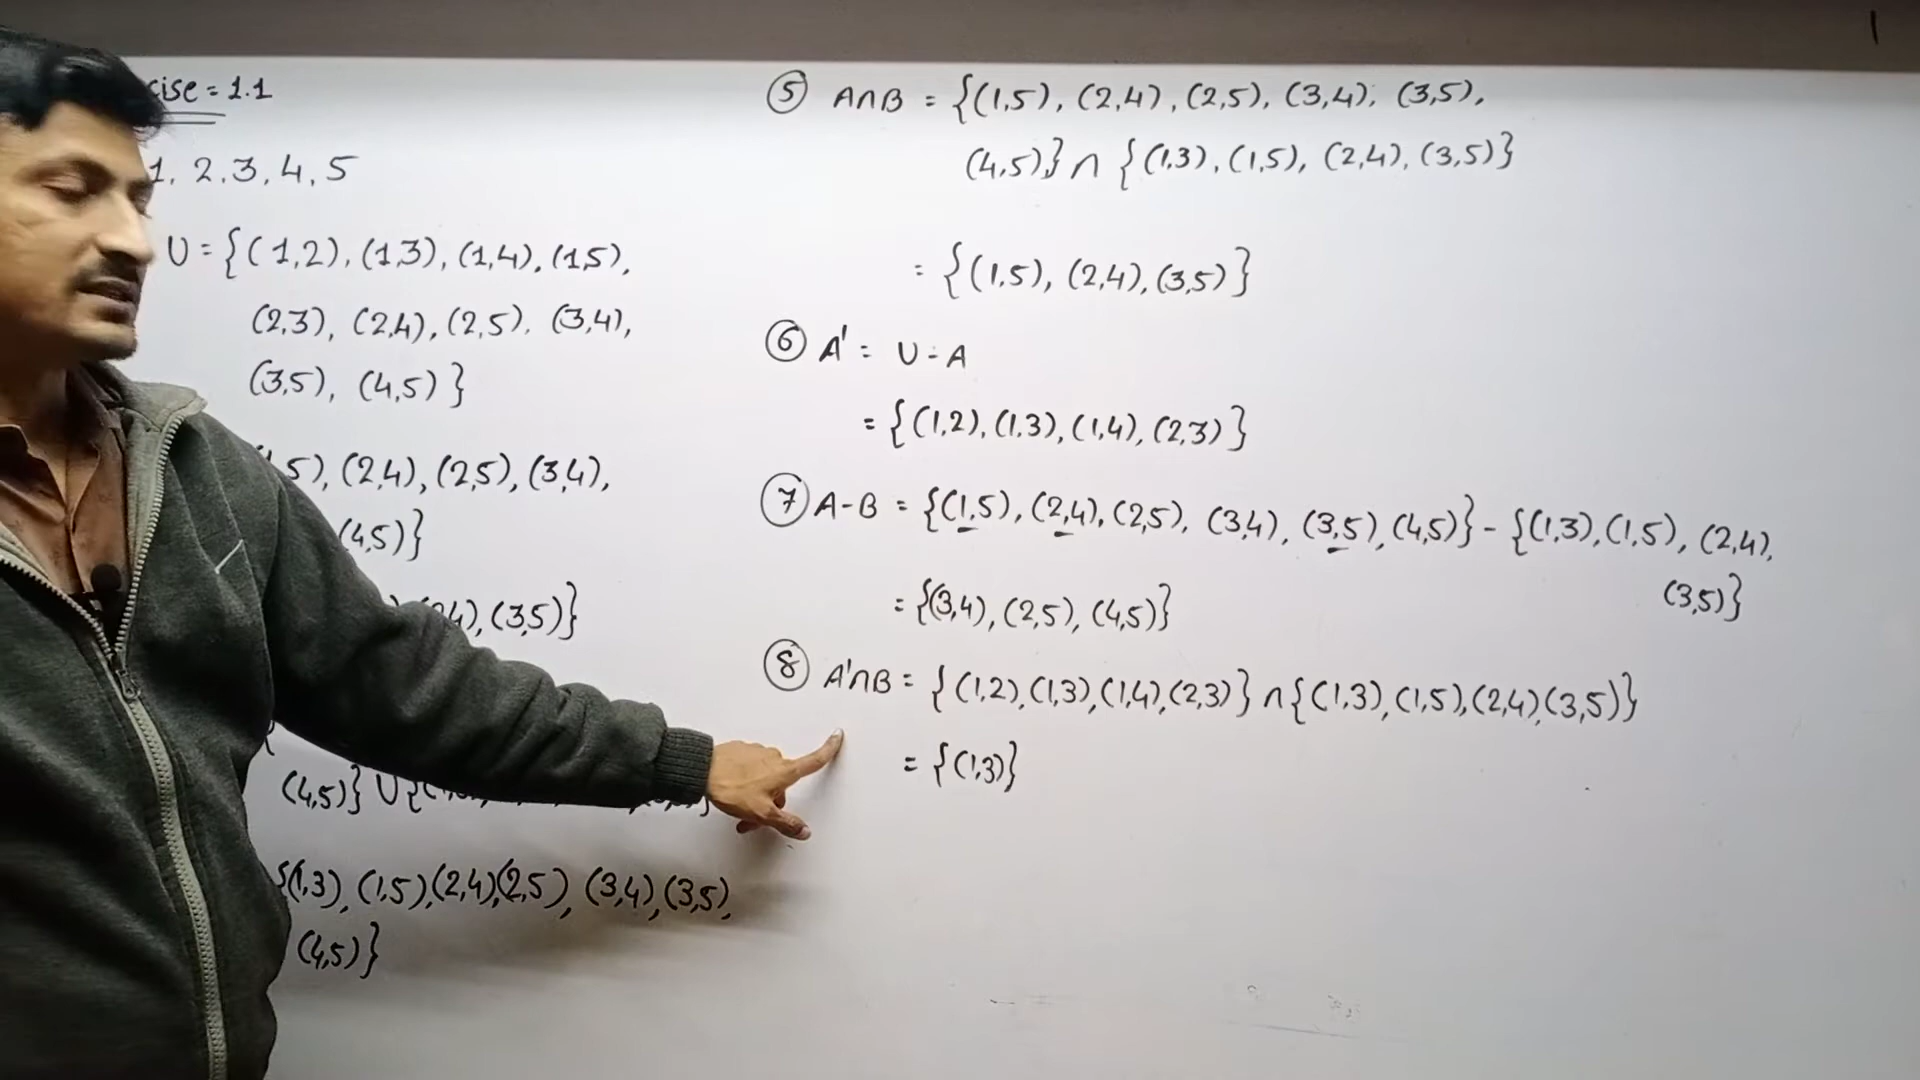 cise = 1.1
1, 2, 3, 4, 5
U = {(1,2), (1,3), (1,4), (1,5),
(2,3), (2,4), (2,5), (3,4),
(3,5), (4,5)}
5), (2,4), (2,5), (3,4),
(4,5)}
4), (3,5)}
{
(4,5)} ∪ {
{(1,3), (1,5), (2,4), (2,5), (3,4), (3,5),
(4,5)}
⑤ A∩B = {(1,5), (2,4), (2,5), (3,4), (3,5),
(4,5)} ∩ {(1,3), (1,5), (2,4), (3,5)}
= {(1,5), (2,4), (3,5)}
⑥ A' = U - A
= {(1,2), (1,3), (1,4), (2,3)}
⑦ A-B = {(1,5), (2,4), (2,5), (3,4), (3,5), (4,5)} - {(1,3), (1,5), (2,4),
(3,5)}
= {(3,4), (2,5), (4,5)}
⑧ A'∩B = {(1,2), (1,3), (1,4), (2,3)} ∩ {(1,3), (1,5), (2,4), (3,5)}
= {(1,3)}